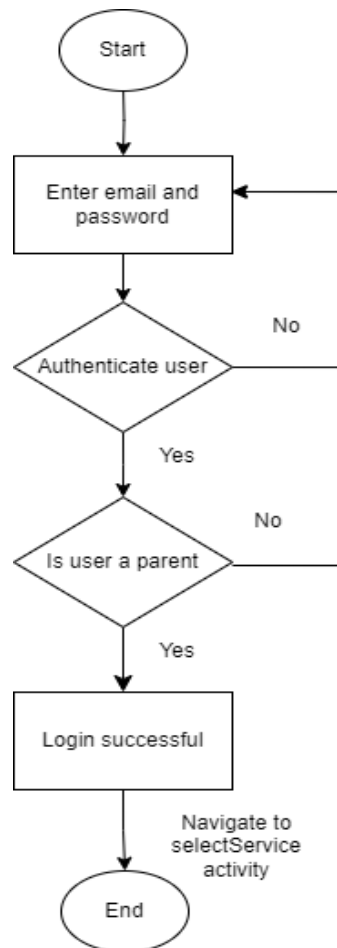 Start
Enter email and
password
No
Authenticate user
Yes
No
Is user a parent
Yes
Login successful
Navigate to
selectService
activity
End